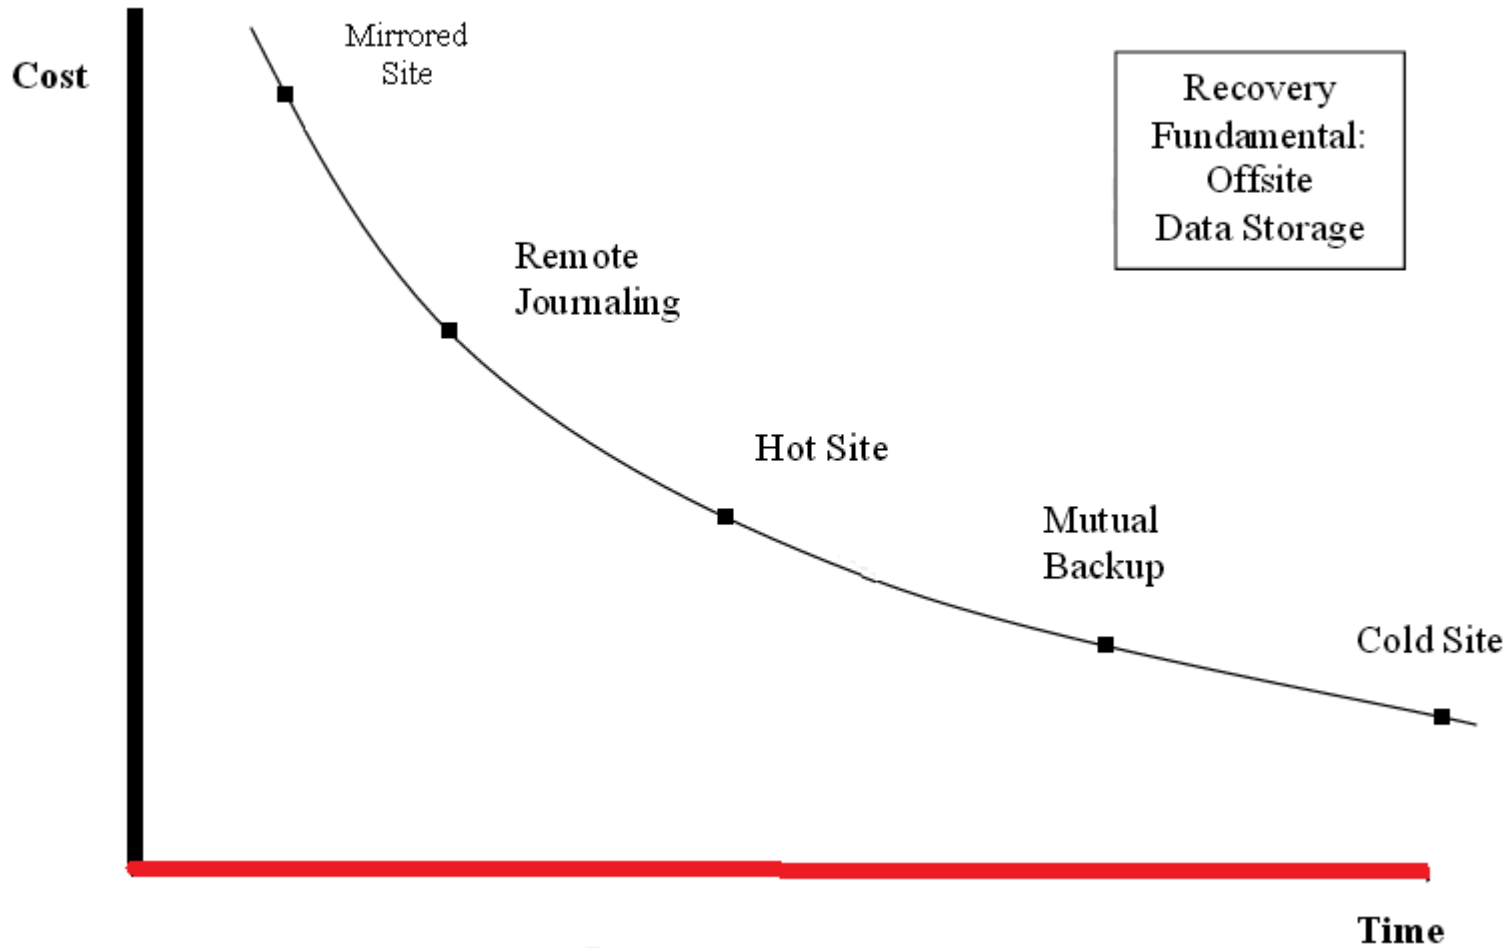 Cost
Mirrored
Site
Recovery
Fundamental:
Offsite
Data Storage
Remote
Journaling
Hot Site
Mutual
Backup
Cold Site
Time